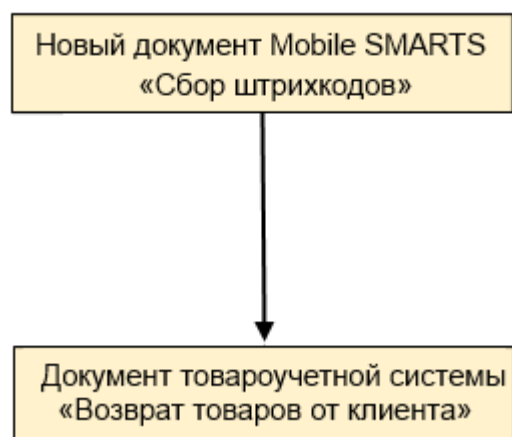 Новый документ Mobile SMARTS
«Сбор штрихкодов»
Документ товароучетной системы
«Возврат товаров от клиента»